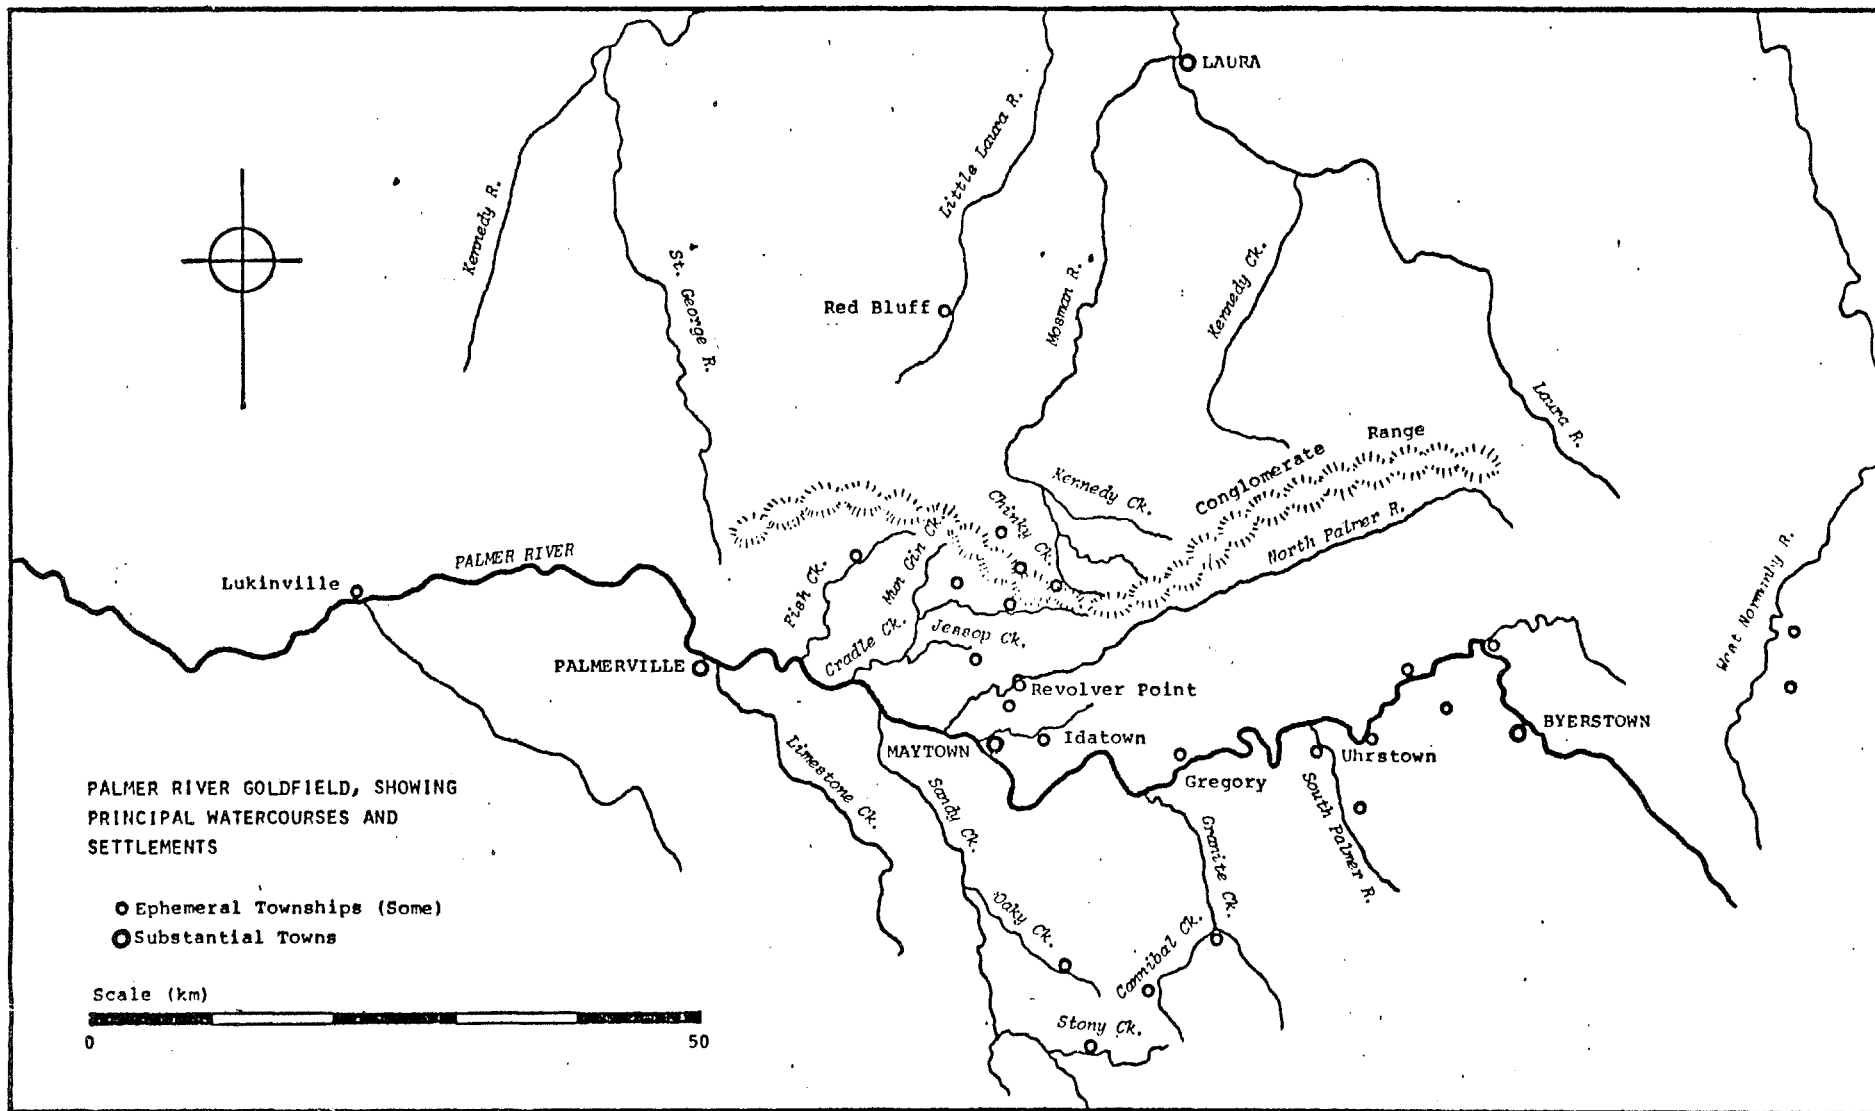 LAURA
Kennedy R.
Little Laura R.
St. George R.
Red Bluff
Mosman R.
Kennedy Ck.
Laura R.
Conglomerate Range
Kennedy Ck.
Chinky Ck.
North Palmer R.
PALMER RIVER
Lukinville
Fish Ck.
Mun Gin Ck.
Cradle Ck.
Jessop Ck.
West Normanby R.
PALMERVILLE
Revolver Point
MAYTOWN
Idatown
BYERSTOWN
Uhrstown
Gregory
Limestone Ck.
Sandy Ck.
South Palmer R.
Granite Ck.
Oaky Ck.
Cannibal Ck.
Stony Ck.
PALMER RIVER GOLDFIELD, SHOWING
PRINCIPAL WATERCOURSES AND
SETTLEMENTS
Ephemeral Townships (Some)
Substantial Towns
Scale (km)
0 50